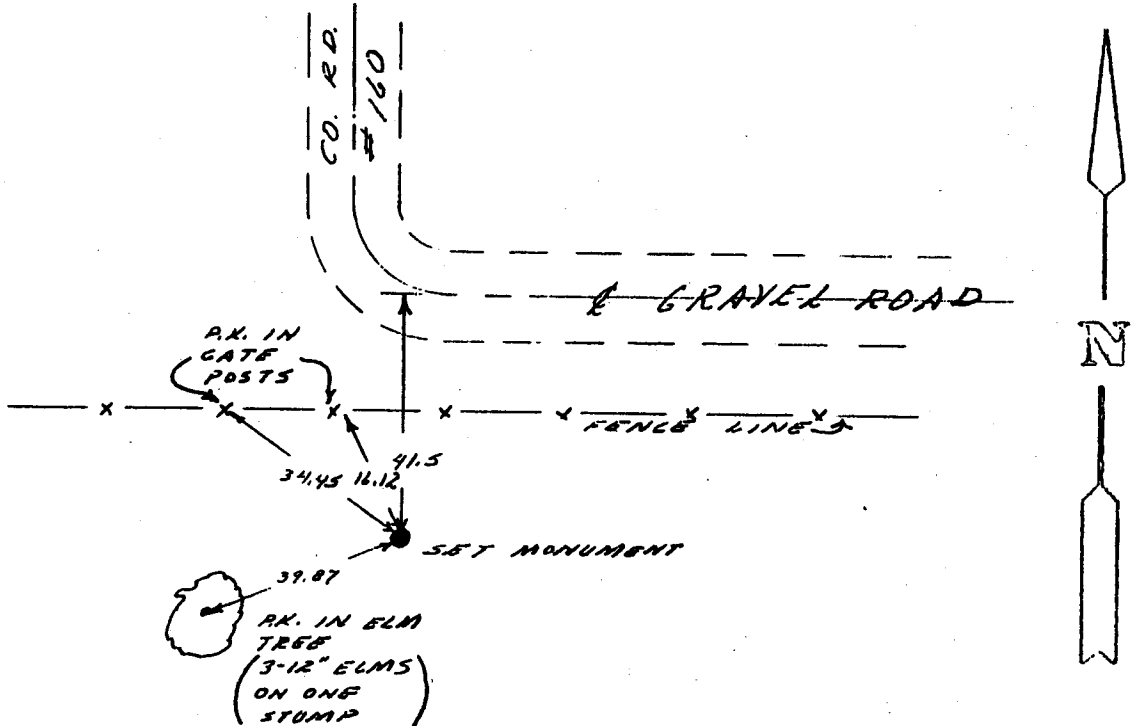 CO. RD.
# 160
℄ GRAVEL ROAD
N
P.K. IN
GATE
POSTS
FENCE LINE
41.5
34.45 16.12
SET MONUMENT
39.87
P.K. IN ELM
TREE
(3-12" ELMS
ON ONE
STUMP)